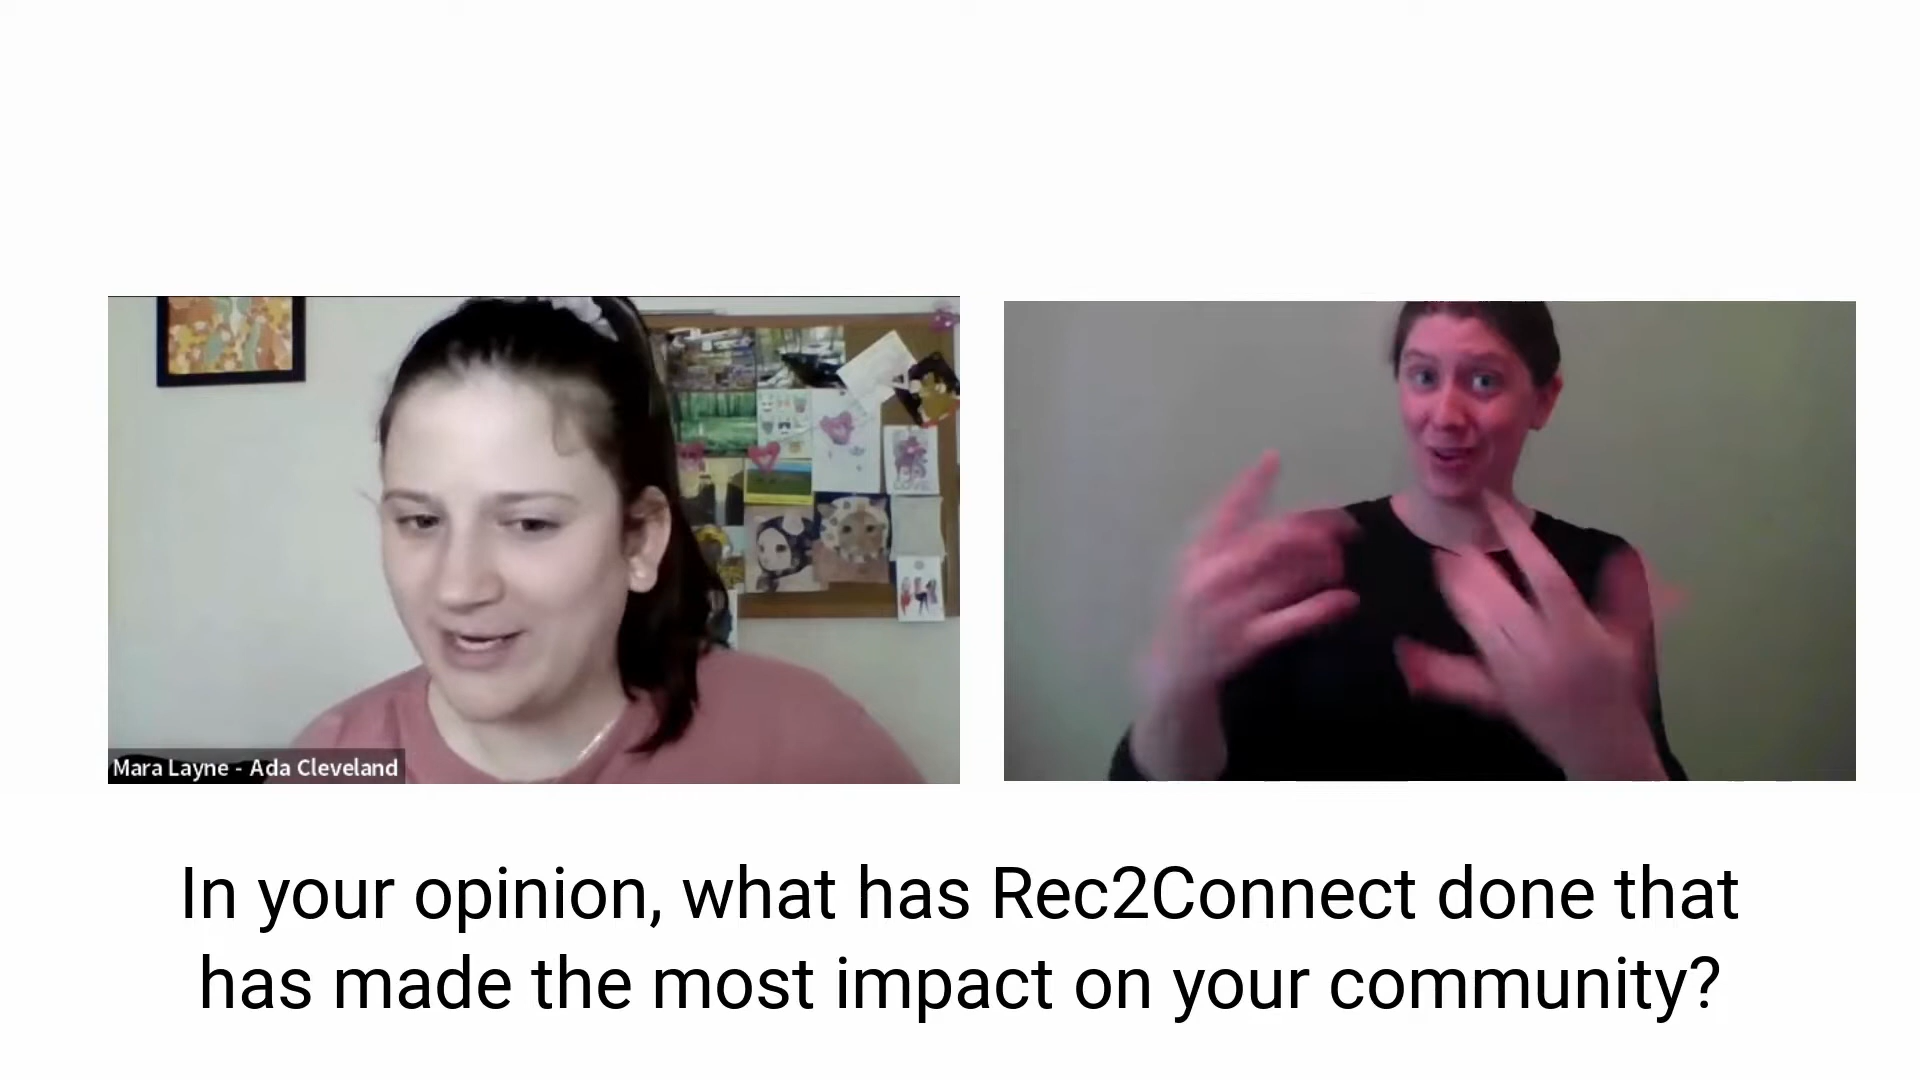 LOVE
Mara Layne - Ada Cleveland
In your opinion, what has Rec2Connect done that
has made the most impact on your community?